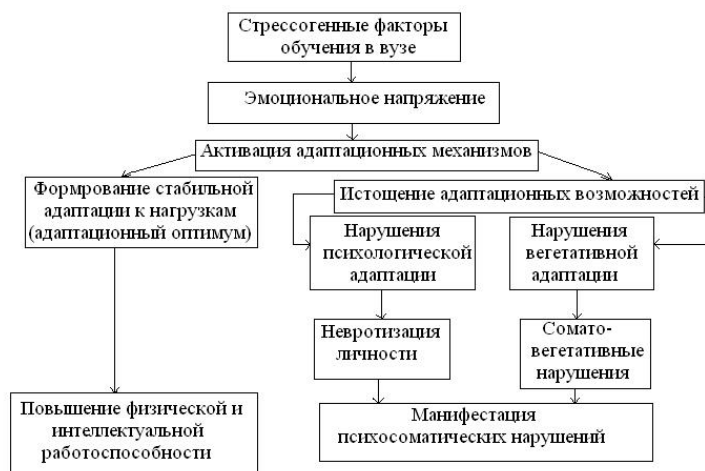 Стрессогенные факторы
обучения в вузе
Эмоциональное напряжение
Активация адаптационных механизмов
Формрование стабильной
адаптации к нагрузкам
(адаптационный оптимум)
Истощение адаптационных возможностей
Нарушения
психологической
адаптации
Нарушения
вегетативной
адаптации
Невротизация
личности
Сомато-
вегетативные
нарушения
Повышение физической и
интеллектуальной
работоспособности
Манифестация
психосоматических нарушений